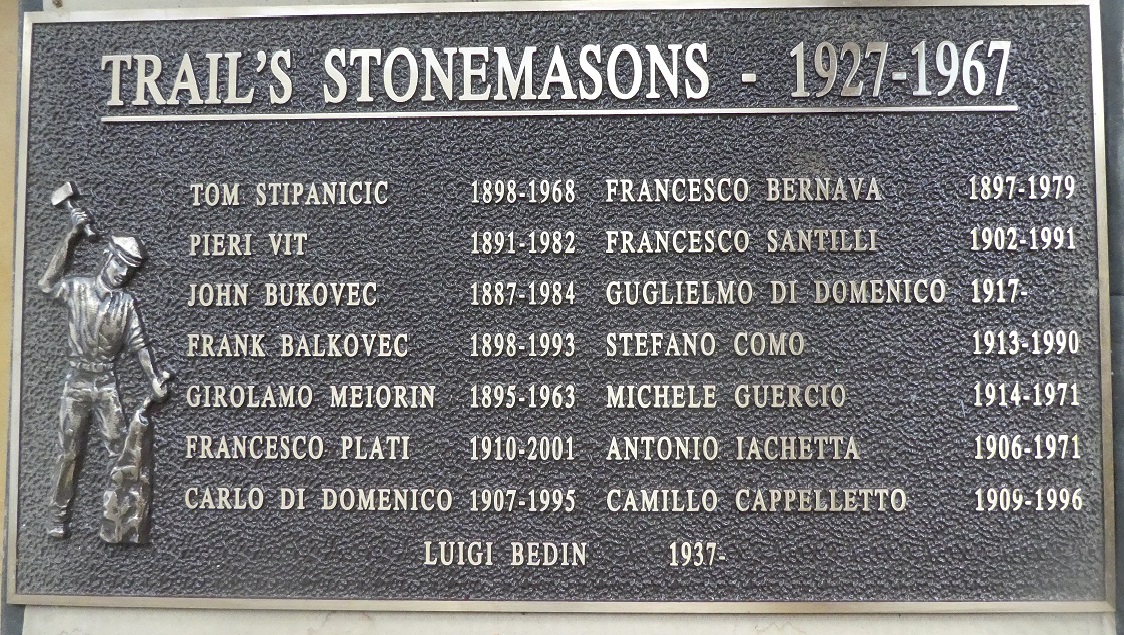 TRAIL'S STONEMASONS - 1927-1967
TOM STIPANICIC 1898-1968 FRANCESCO BERNAVA 1897-1979
PIERI VIT 1891-1982 FRANCESCO SANTILLI 1902-1991
JOHN BUKOVEC 1887-1984 GUGLIELMO DI DOMENICO 1917-
FRANK BALKOVEC 1898-1993 STEFANO COMO 1913-1990
GIROLAMO MEIORIN 1895-1963 MICHELE GUERCIO 1914-1971
FRANCESCO PLATI 1910-2001 ANTONIO IACHETTA 1906-1971
CARLO DI DOMENICO 1907-1995 CAMILLO CAPPELLETTO 1909-1996
LUIGI BEDIN 1937-